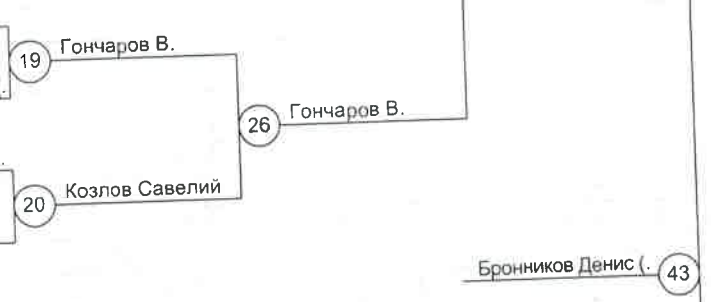 19 Гончаров В.
26 Гончаров В.
20 Козлов Савелий
Бронников Денис (. 43